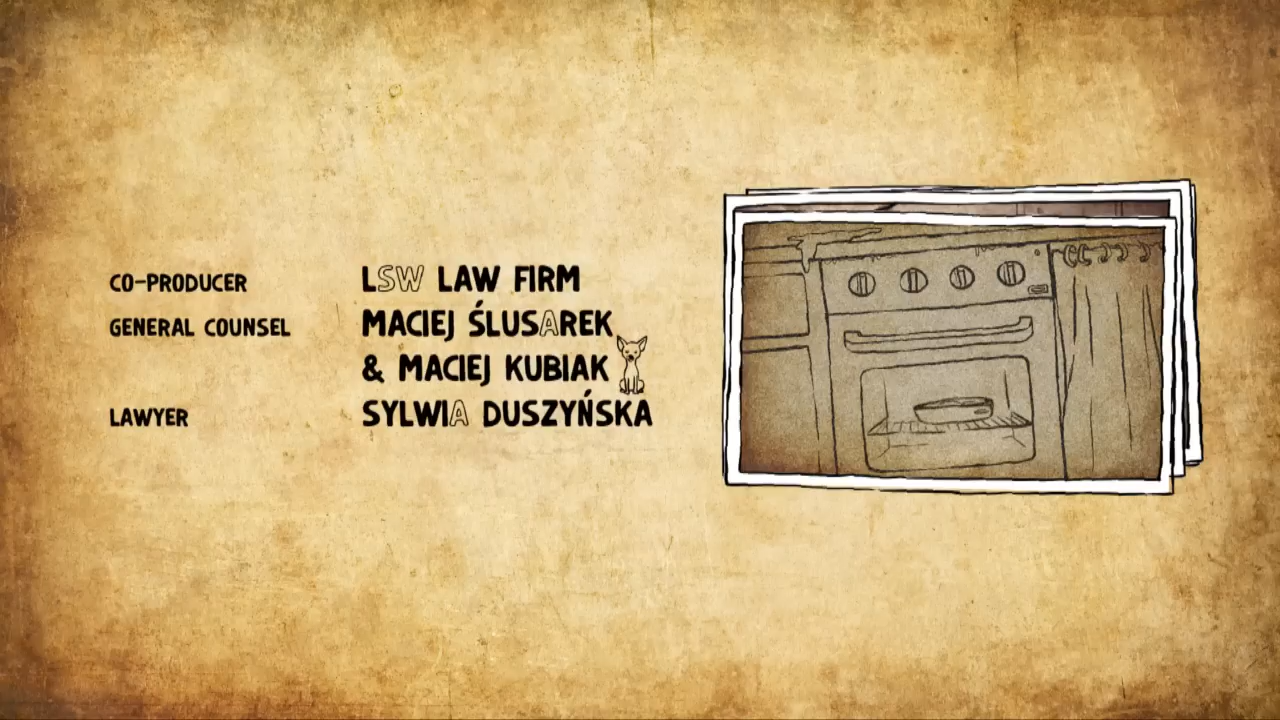 CO-PRODUCER LSW LAW FIRM
GENERAL COUNSEL MACIEJ ŚLUSAREK
& MACIEJ KUBIAK
LAWYER SYLWIA DUSZYŃSKA